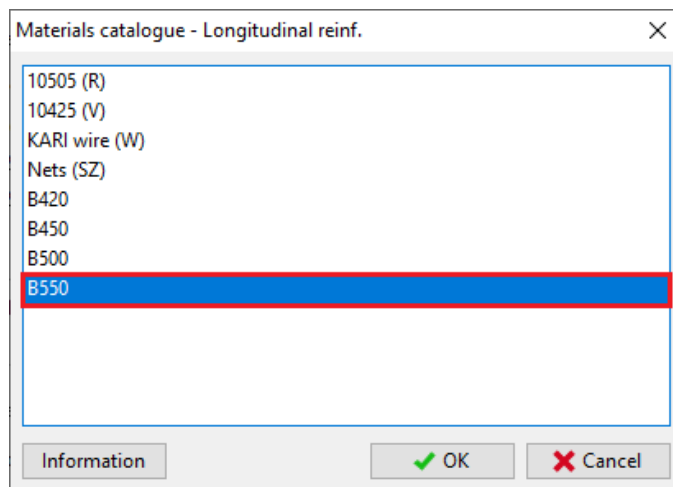 Materials catalogue - Longitudinal reinf.
10505 (R)
10425 (V)
KARI wire (W)
Nets (SZ)
B420
B450
B500
B550
Information
OK
Cancel